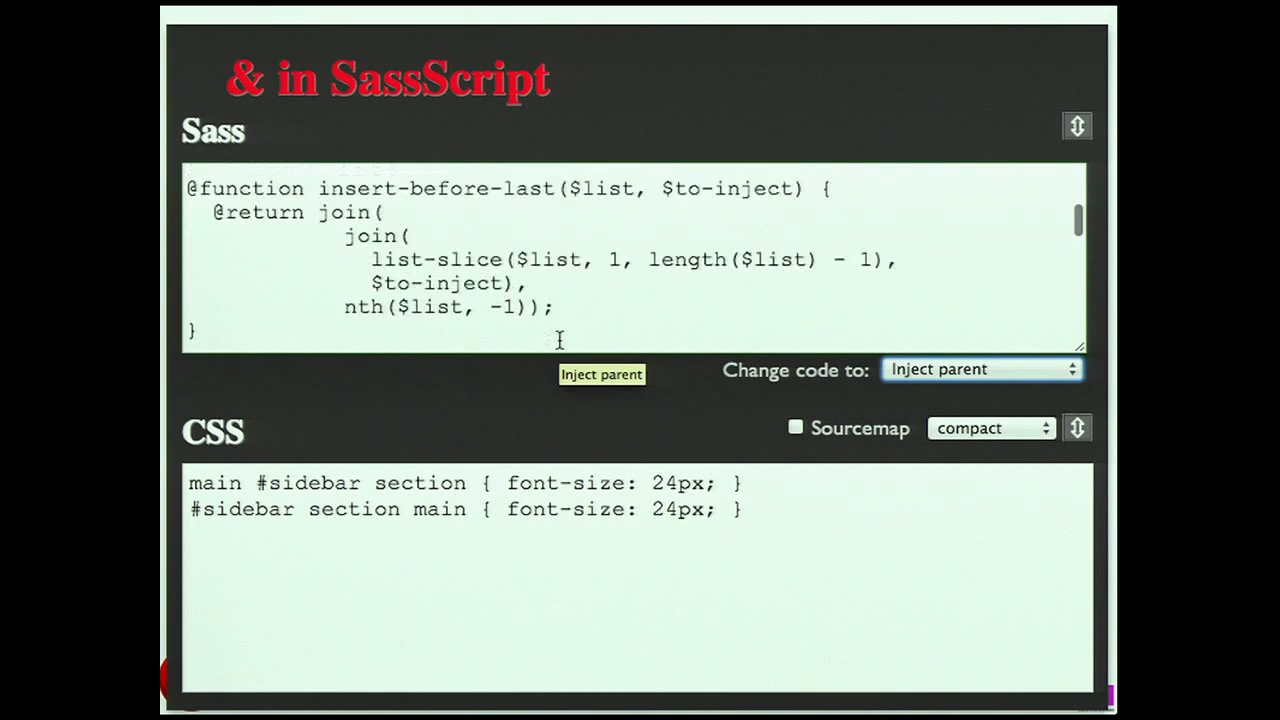 & in SassScript
Sass
@function insert-before-last($list, $to-inject) {
@return join(
join(
list-slice($list, 1, length($list) - 1),
$to-inject),
nth($list, -1));
}
Inject parent
Change code to: Inject parent
CSS
Sourcemap compact
main #sidebar section { font-size: 24px; }
#sidebar section main { font-size: 24px; }